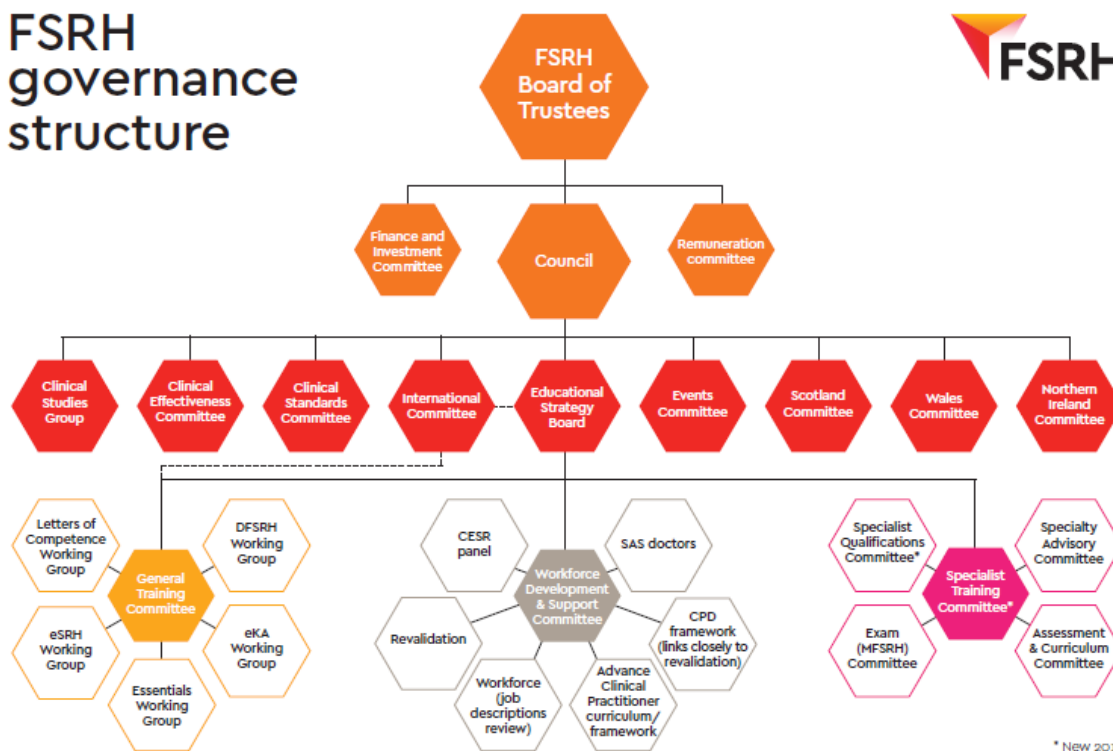 FSRH
governance
structure
FSRH
Board of
Trustees
FSRH
Finance and
Investment
Committee
Council
Remuneration
committee
Clinical
Studies
Group
Clinical
Effectiveness
Committee
Clinical
Standards
Committee
International
Committee
Educational
Strategy
Board
Events
Committee
Scotland
Committee
Wales
Committee
Northern
Ireland
Committee
Letters of
Competence
Working
Group
DFSRH
Working
Group
General
Training
Committee
eSRH
Working
Group
eKA
Working
Group
Essentials
Working
Group
CESR
panel
SAS doctors
Workforce
Development
& Support
Committee
Revalidation
CPD
framework
(links closely to
revalidation)
Workforce
(job
descriptions
review)
Advance
Clinical
Practitioner
curriculum/
framework
Specialist
Qualifications
Committee*
Specialty
Advisory
Committee
Specialist
Training
Committee*
Exam
(MFSRH)
Committee
Assessment
& Curriculum
Committee
* New